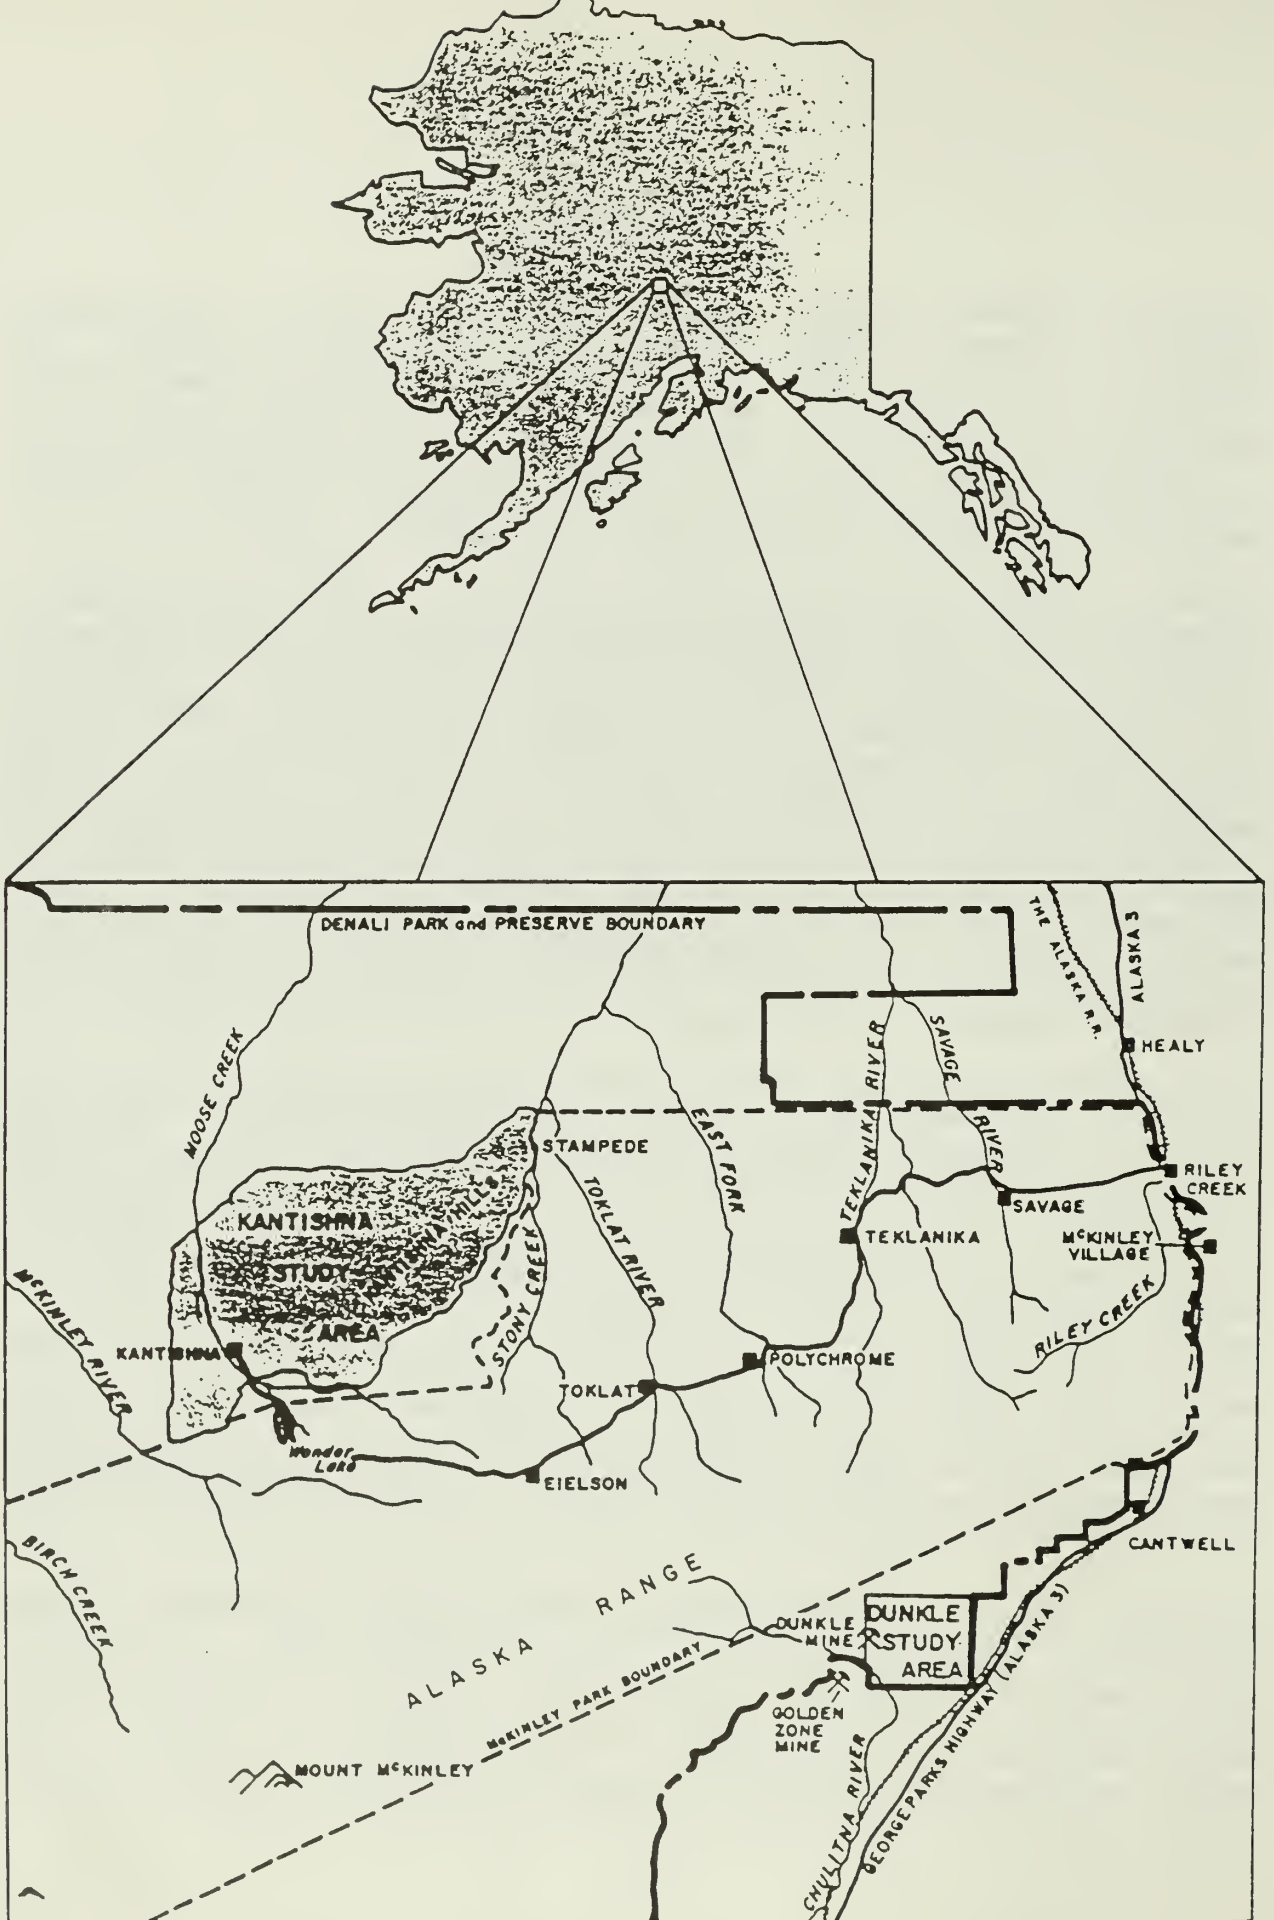 DENALI PARK and PRESERVE BOUNDARY
THE ALASKA R.R.
ALASKA 3
HEALY
MOOSE CREEK
SAVAGE RIVER
TEKLANIKA RIVER
EAST FORK
STAMPEDE
TOKLAT RIVER
RILEY
CREEK
SAVAGE
KANTISHNA
STUDY
AREA
KANTISHNA HILLS
TEKLANIKA
McKINLEY
VILLAGE
STONY CREEK
McKINLEY RIVER
RILEY CREEK
KANTISHNA
POLYCHROME
TOKLAT
Wonder
Lake
EIELSON
BIRCH CREEK
CANTWELL
ALASKA RANGE
DUNKLE
MINE
DUNKLE
STUDY
AREA
McKINLEY PARK BOUNDARY
GOLDEN
ZONE
MINE
GEORGE PARKS HIGHWAY (ALASKA 3)
CHULITNA RIVER
MOUNT McKINLEY